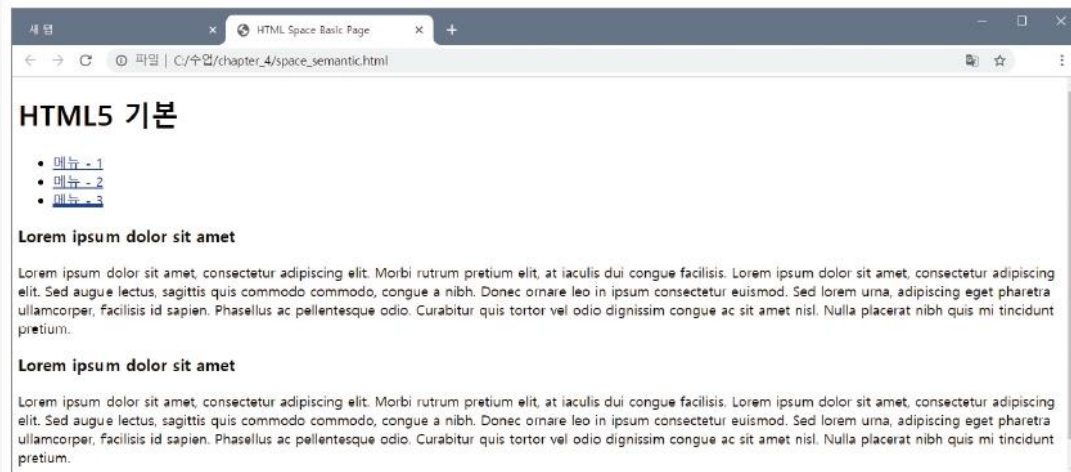 새 탭
HTML Space Basic Page
파일 | C:/수업/chapter_4/space_semantic.html
HTML5 기본
메뉴 - 1
메뉴 - 2
메뉴 - 3
Lorem ipsum dolor sit amet
Lorem ipsum dolor sit amet, consectetur adipiscing elit. Morbi rutrum pretium elit, at iaculis dui congue facilisis. Lorem ipsum dolor sit amet, consectetur adipiscing
elit. Sed augue lectus, sagittis quis commodo commodo, congue a nibh. Donec ornare leo in ipsum consectetur euismod. Sed lorem urna, adipiscing eget pharetra
ullamcorper, facilisis id sapien. Phasellus ac pellentesque odio. Curabitur quis tortor vel odio dignissim congue ac sit amet nisl. Nulla placerat nibh quis mi tincidunt
pretium.
Lorem ipsum dolor sit amet
Lorem ipsum dolor sit amet, consectetur adipiscing elit. Morbi rutrum pretium elit, at iaculis dui congue facilisis. Lorem ipsum dolor sit amet, consectetur adipiscing
elit. Sed augue lectus, sagittis quis commodo commodo, congue a nibh. Donec ornare leo in ipsum consectetur euismod. Sed lorem urna, adipiscing eget pharetra
ullamcorper, facilisis id sapien. Phasellus ac pellentesque odio. Curabitur quis tortor vel odio dignissim congue ac sit amet nisl. Nulla placerat nibh quis mi tincidunt
pretium.